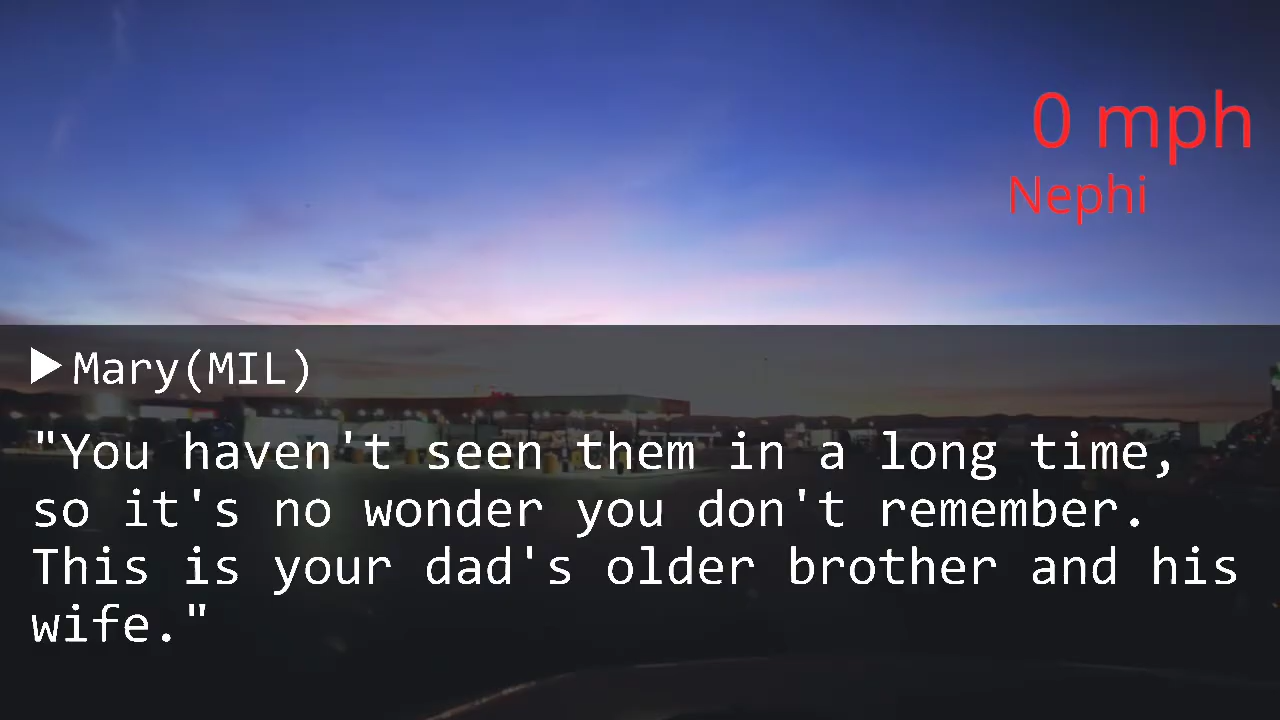 0 mph
Nephi
▶Mary(MIL)
"You haven't seen them in a long time,
so it's no wonder you don't remember.
This is your dad's older brother and his
wife."